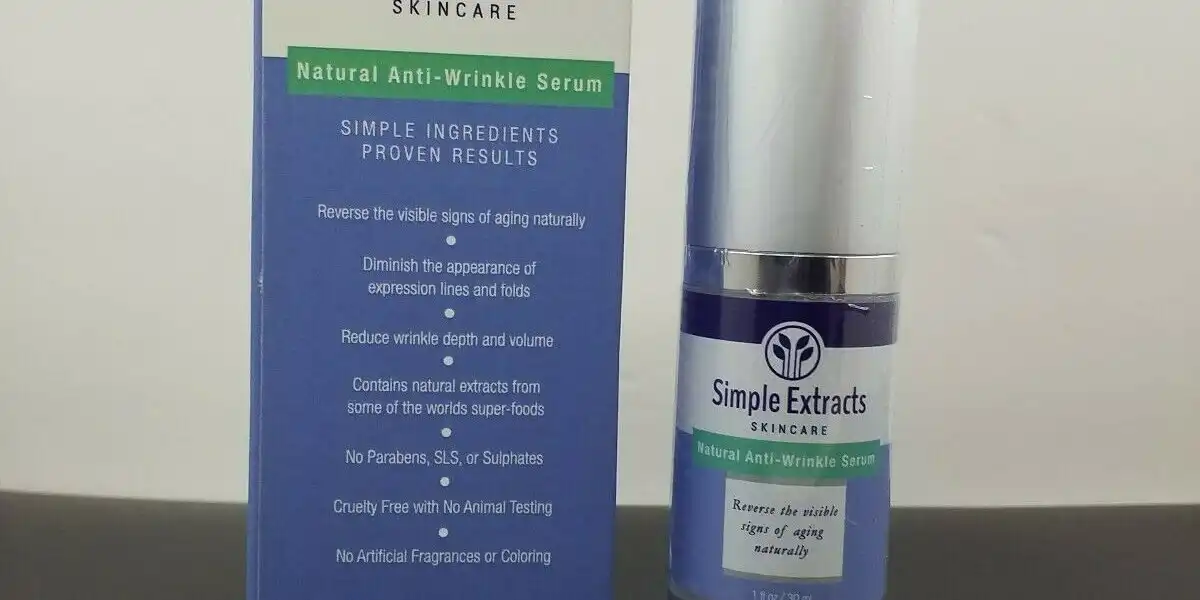 SKINCARE
Natural Anti-Wrinkle Serum
SIMPLE INGREDIENTS
PROVEN RESULTS
Reverse the visible signs of aging naturally
Diminish the appearance of
expression lines and folds
Reduce wrinkle depth and volume
Contains natural extracts from
some of the worlds super-foods
No Parabens, SLS, or Sulphates
Cruelty Free with No Animal Testing
No Artificial Fragrances or Coloring
Simple Extracts
SKINCARE
Natural Anti-Wrinkle Serum
Reverse the visible
signs of aging
naturally
1 fl oz / 30 ml